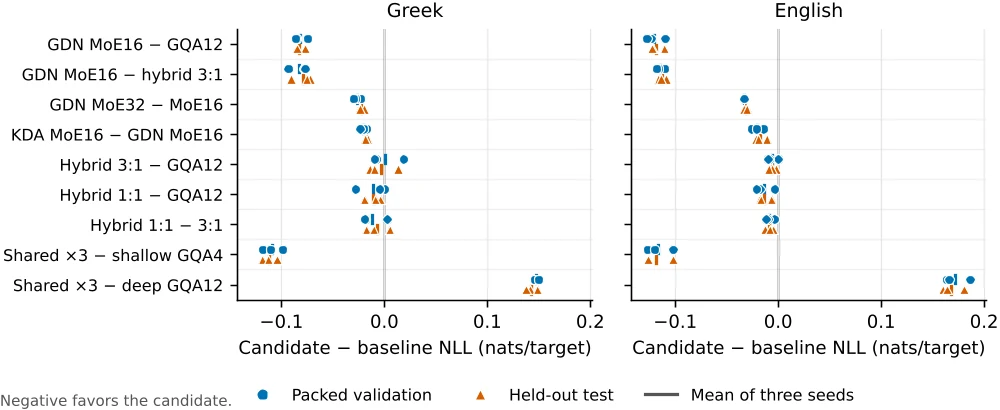 Greek
English
GDN MoE16 − GQA12
GDN MoE16 − hybrid 3:1
GDN MoE32 − MoE16
KDA MoE16 − GDN MoE16
Hybrid 3:1 − GQA12
Hybrid 1:1 − GQA12
Hybrid 1:1 − 3:1
Shared ×3 − shallow GQA4
Shared ×3 − deep GQA12
−0.1 0.0 0.1 0.2
−0.1 0.0 0.1 0.2
Candidate − baseline NLL (nats/target)
Candidate − baseline NLL (nats/target)
Negative favors the candidate.
Packed validation
Held-out test
Mean of three seeds